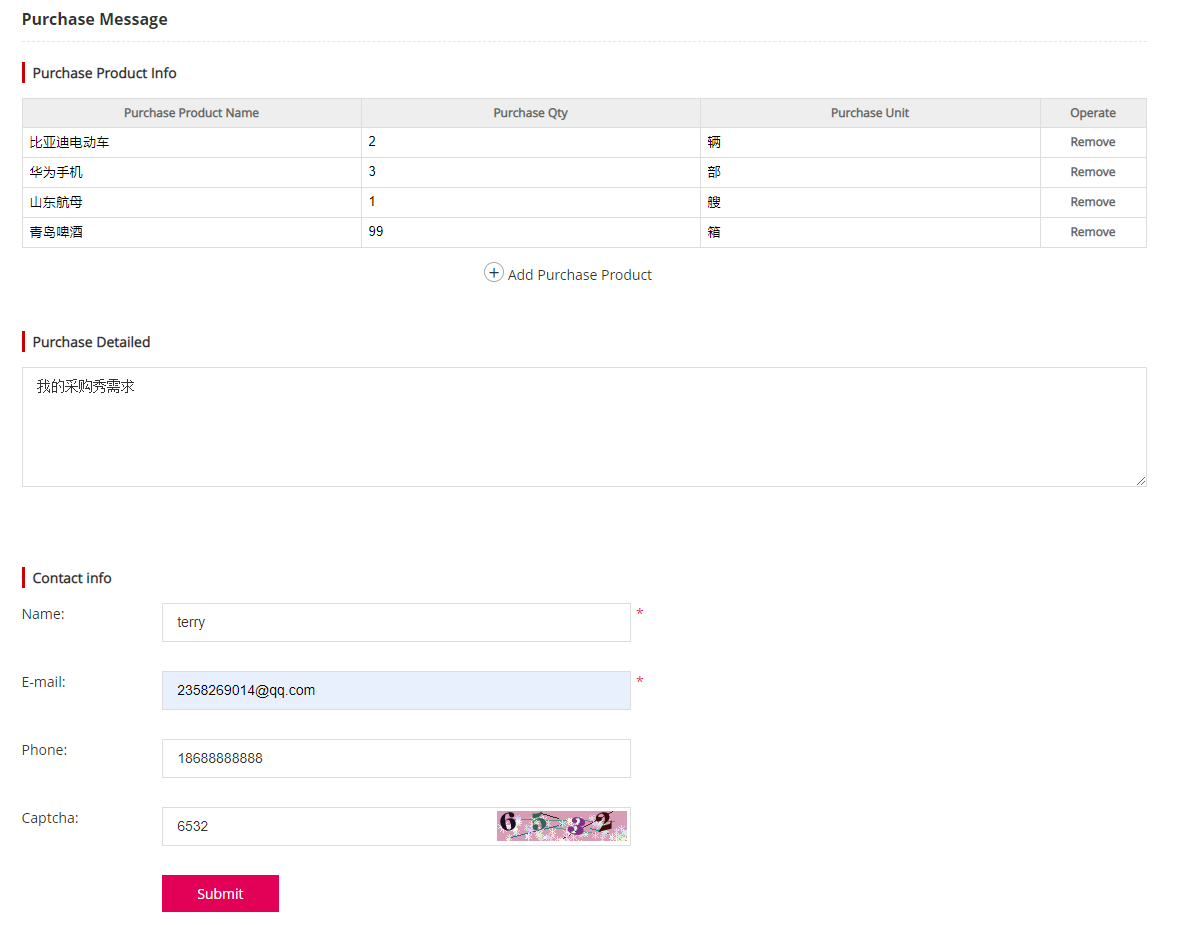 Purchase Message
Purchase Product Info
Purchase Product Name Purchase Qty Purchase Unit Operate
比亚迪电动车 2 辆 Remove
华为手机 3 部 Remove
山东航母 1 艘 Remove
青岛啤酒 99 箱 Remove
Add Purchase Product
Purchase Detailed
我的采购秀需求
Contact info
Name: terry *
E-mail: 2358269014@qq.com *
Phone: 18688888888
Captcha: 6532 6532
Submit